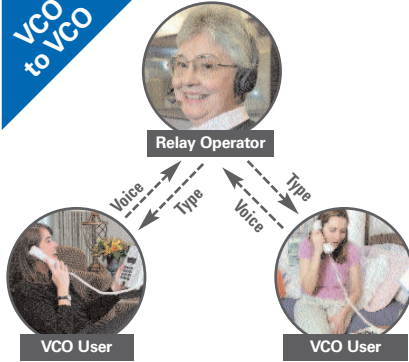 VCO
to VCO
Relay Operator
Voice
Type
Voice
Type
VCO User
VCO User